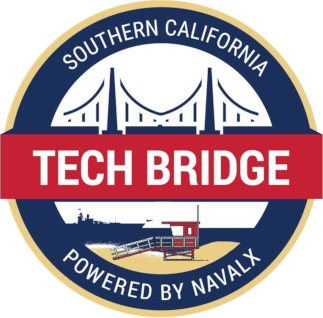 SOUTHERN CALIFORNIA
TECH BRIDGE
POWERED BY NAVALX